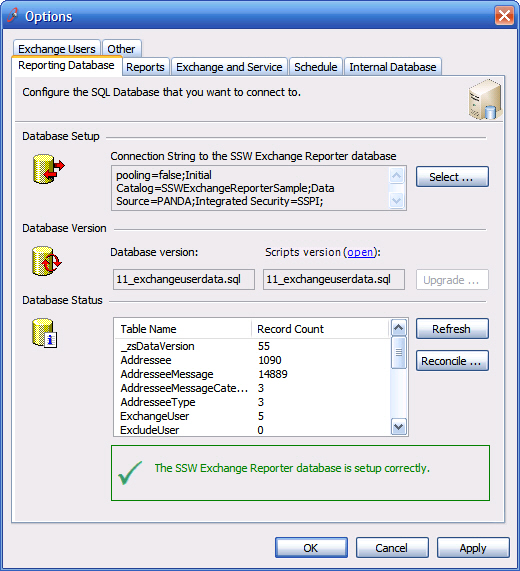 Options
Exchange Users Other
Reporting Database Reports Exchange and Service Schedule Internal Database
Configure the SQL Database that you want to connect to.
Database Setup
Connection String to the SSW Exchange Reporter database
pooling=false;Initial
Catalog=SSWExchangeReporterSample;Data
Source=PANDA;Integrated Security=SSPI;
Select ...
Database Version
Database version: Scripts version (open):
11_exchangeuserdata.sql 11_exchangeuserdata.sql Upgrade ...
Database Status
Table Name Record Count
_zsDataVersion 55
Addressee 1090
AddresseeMessage 14889
AddresseeMessageCate... 3
AddresseeType 3
ExchangeUser 5
ExcludeUser 0
Refresh
Reconcile ...
The SSW Exchange Reporter database is setup correctly.
OK Cancel Apply